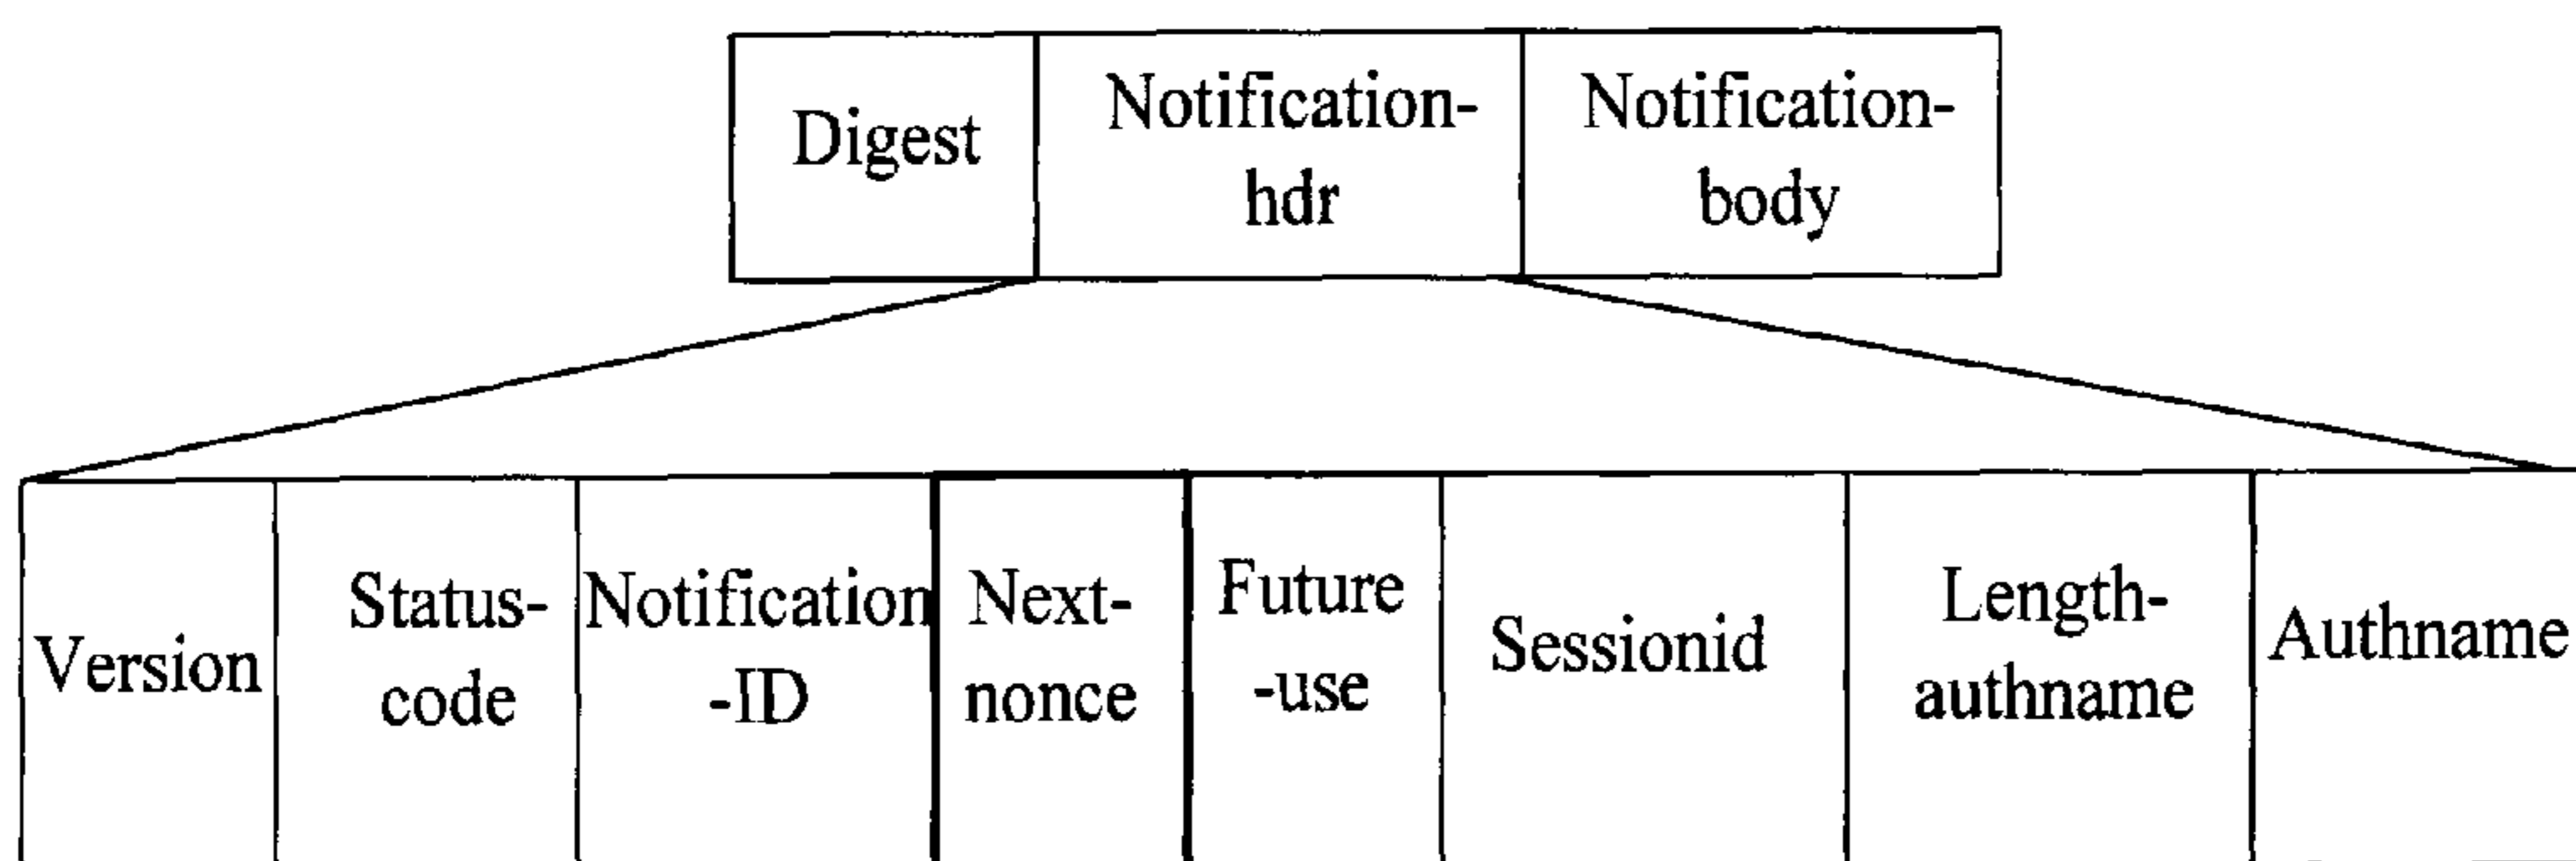 Digest
Notification-
hdr
Notification-
body
Version
Status-
code
Notification
-ID
Next-
nonce
Future
-use
Sessionid
Length-
authname
Authname